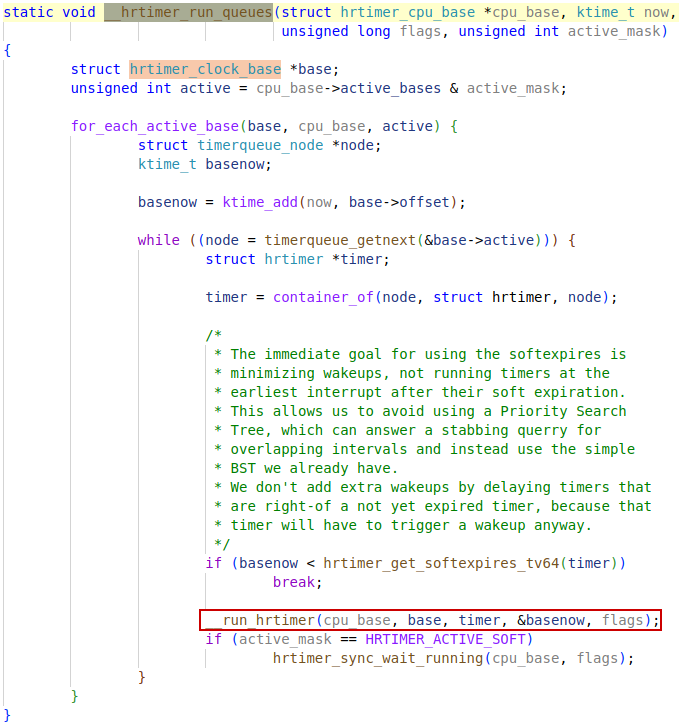 static void __hrtimer_run_queues(struct hrtimer_cpu_base *cpu_base, ktime_t now,
                                 unsigned long flags, unsigned int active_mask)
{
        struct hrtimer_clock_base *base;
        unsigned int active = cpu_base->active_bases & active_mask;

        for_each_active_base(base, cpu_base, active) {
                struct timerqueue_node *node;
                ktime_t basenow;

                basenow = ktime_add(now, base->offset);

                while ((node = timerqueue_getnext(&base->active))) {
                        struct hrtimer *timer;

                        timer = container_of(node, struct hrtimer, node);

                        /*
                         * The immediate goal for using the softexpires is
                         * minimizing wakeups, not running timers at the
                         * earliest interrupt after their soft expiration.
                         * This allows us to avoid using a Priority Search
                         * Tree, which can answer a stabbing querry for
                         * overlapping intervals and instead use the simple
                         * BST we already have.
                         * We don't add extra wakeups by delaying timers that
                         * are right-of a not yet expired timer, because that
                         * timer will have to trigger a wakeup anyway.
                         */
                        if (basenow < hrtimer_get_softexpires_tv64(timer))
                                break;

                        __run_hrtimer(cpu_base, base, timer, &basenow, flags);
                        if (active_mask == HRTIMER_ACTIVE_SOFT)
                                hrtimer_sync_wait_running(cpu_base, flags);
                }
        }
}